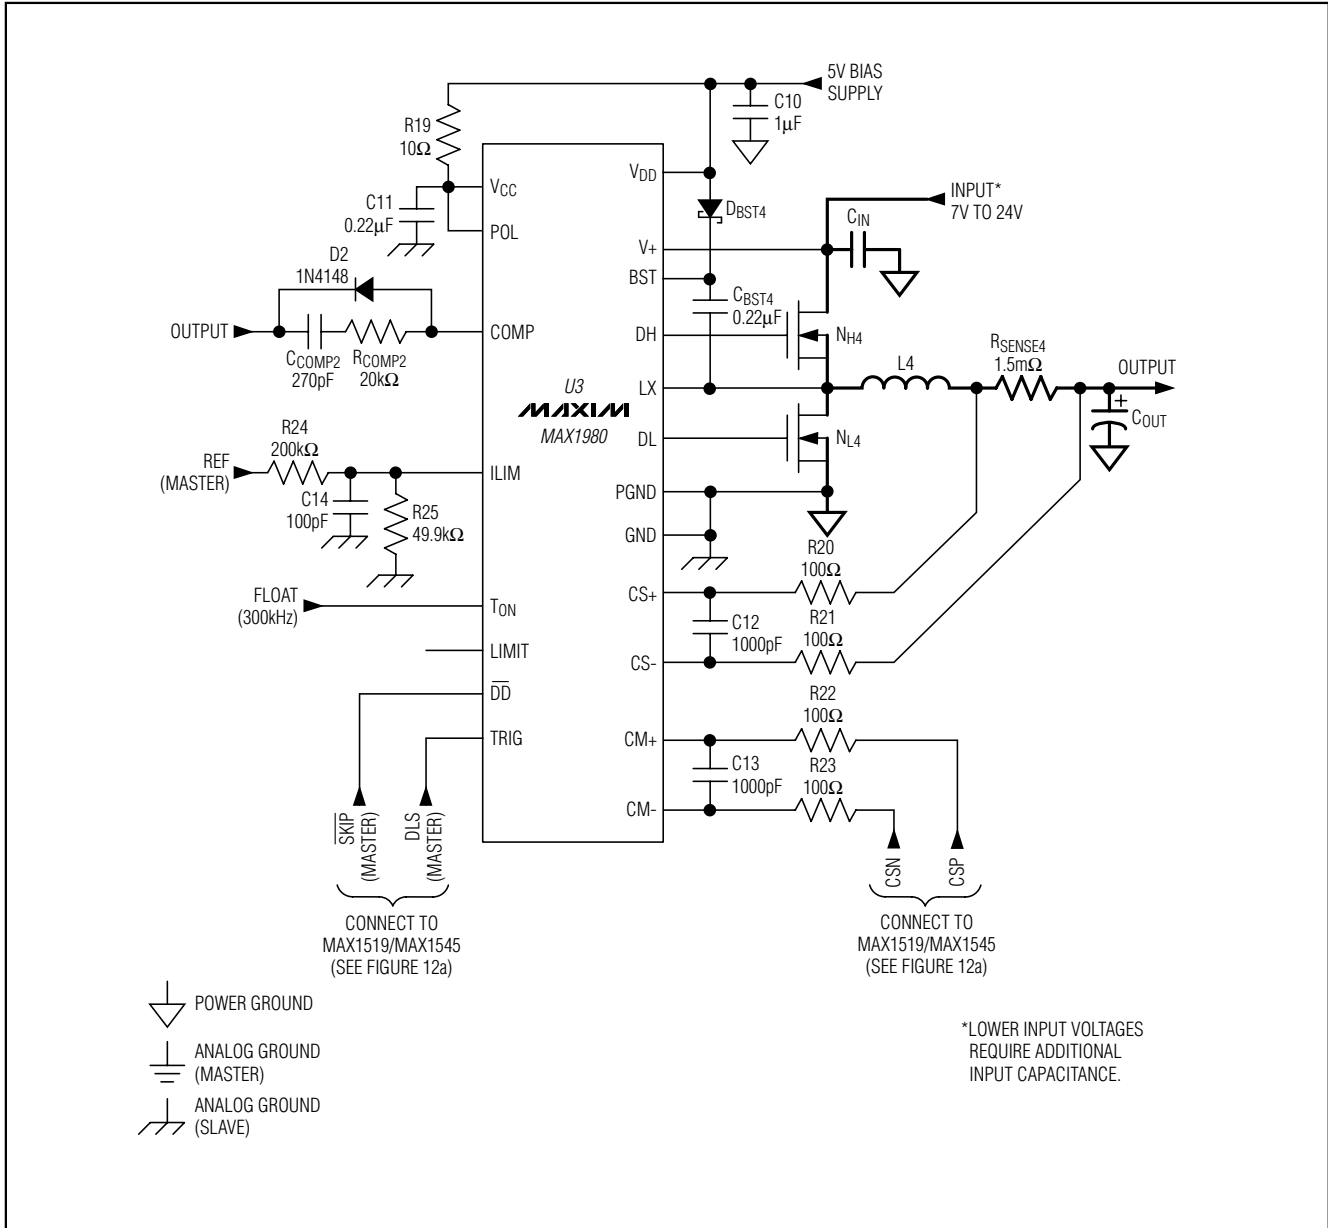 5V BIAS
SUPPLY
C10
1µF
R19
10Ω
C11
0.22µF
VCC
POL
VDD
DBST4
INPUT*
7V TO 24V
CIN
V+
BST
CBST4
0.22µF
D2
1N4148
OUTPUT
CCOMP2
270pF
RCOMP2
20kΩ
COMP
DH
NH4
U3
MAXIM
MAX1980
LX
L4
RSENSE4
1.5mΩ
OUTPUT
+
COUT
DL
NL4
R24
200kΩ
REF
(MASTER)
C14
100pF
R25
49.9kΩ
ILIM
PGND
GND
FLOAT
(300kHz)
TON
LIMIT
DD
TRIG
CS+
CS-
C12
1000pF
R20
100Ω
R21
100Ω
R22
100Ω
R23
100Ω
CM+
CM-
C13
1000pF
SKIP
(MASTER)
DLS
(MASTER)
CSN
CSP
CONNECT TO
MAX1519/MAX1545
(SEE FIGURE 12a)
CONNECT TO
MAX1519/MAX1545
(SEE FIGURE 12a)
POWER GROUND
ANALOG GROUND
(MASTER)
ANALOG GROUND
(SLAVE)
*LOWER INPUT VOLTAGES
REQUIRE ADDITIONAL
INPUT CAPACITANCE.